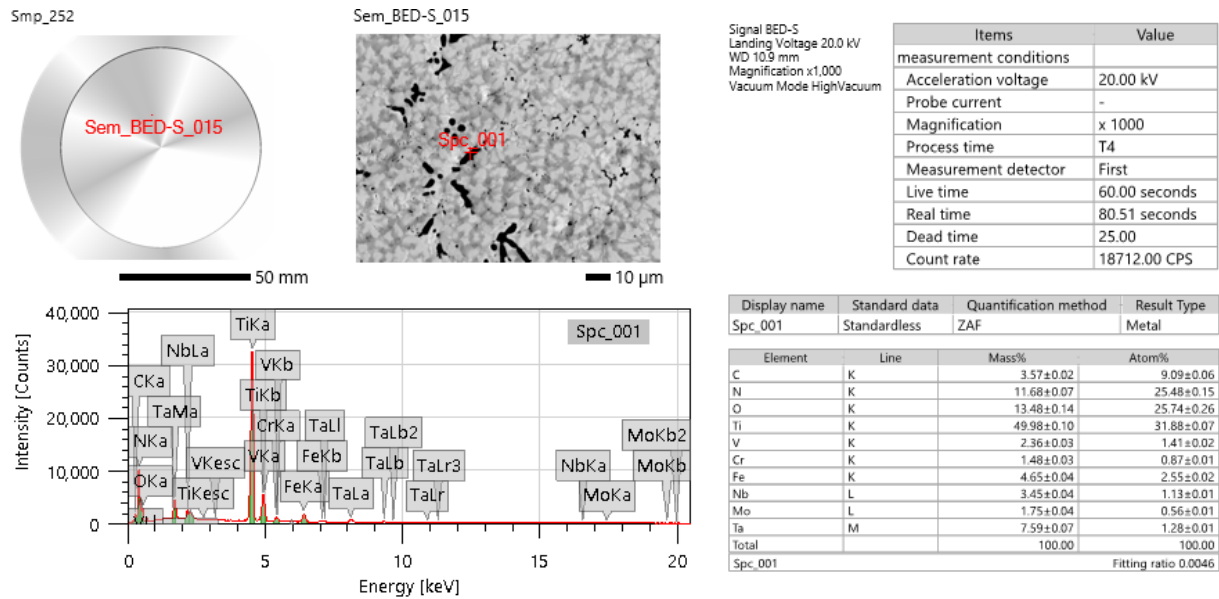 Smp_252
Sem_BED-S_015
50 mm
Sem_BED-S_015
Spc_001
10 µm
Signal BED-S
Landing Voltage 20.0 kV
WD 10.9 mm
Magnification x1,000
Vacuum Mode HighVacuum
Items Value
measurement conditions
Acceleration voltage 20.00 kV
Probe current -
Magnification x 1000
Process time T4
Measurement detector First
Live time 60.00 seconds
Real time 80.51 seconds
Dead time 25.00
Count rate 18712.00 CPS
Intensity [Counts]
40,000
30,000
20,000
10,000
0
Spc_001
TiKa
NbLa
VKb
CKa
TiKb
TaMa
CrKa
TaLl
TaLb2
MoKb2
NKa
VKa
FeKb
VKesc
TaLb
TaLr3
NbKa
MoKb
OKa
TiKesc
FeKa
TaLa
TaLr
MoKa
0 5 10 15 20
Energy [keV]
Display name Standard data Quantification method Result Type
Spc_001 Standardless ZAF Metal
Element Line Mass% Atom%
C K 3.57±0.02 9.09±0.06
N K 11.68±0.07 25.48±0.15
O K 13.48±0.14 25.74±0.26
Ti K 49.98±0.10 31.88±0.07
V K 2.36±0.03 1.41±0.02
Cr K 1.48±0.03 0.87±0.01
Fe K 4.65±0.04 2.55±0.02
Nb L 3.45±0.04 1.13±0.01
Mo L 1.75±0.04 0.56±0.01
Ta M 7.59±0.07 1.28±0.01
Total 100.00 100.00
Spc_001 Fitting ratio 0.0046